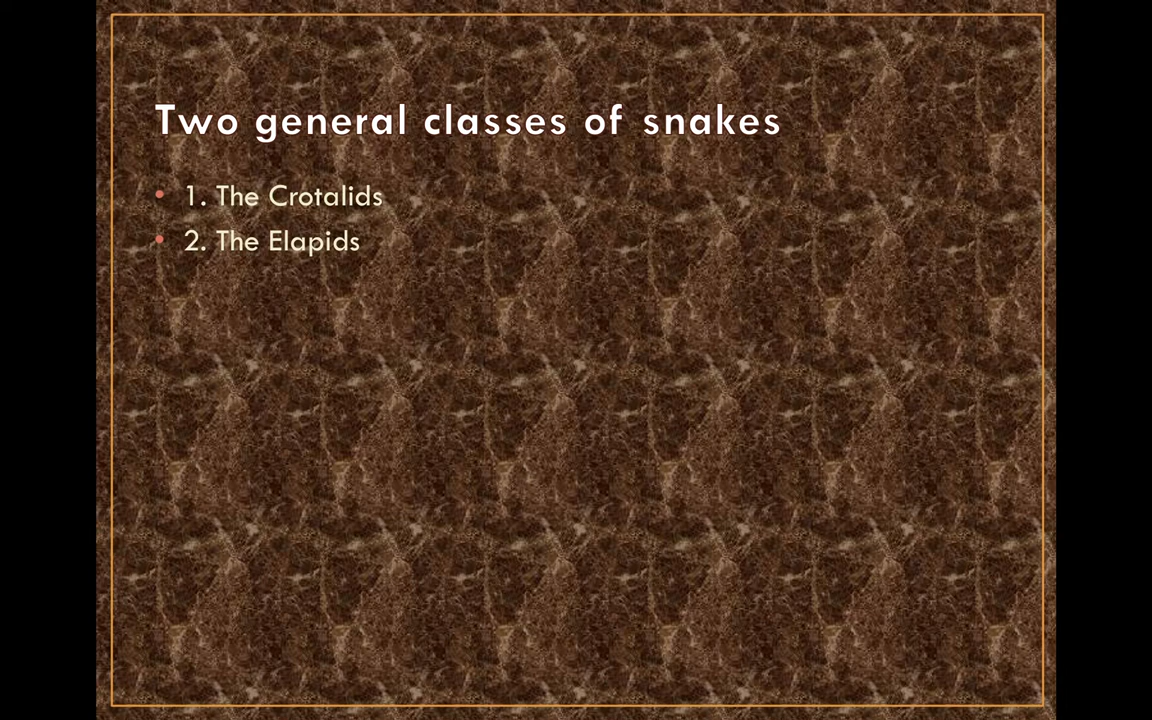 Two general classes of snakes
• 1. The Crotalids
• 2. The Elapids